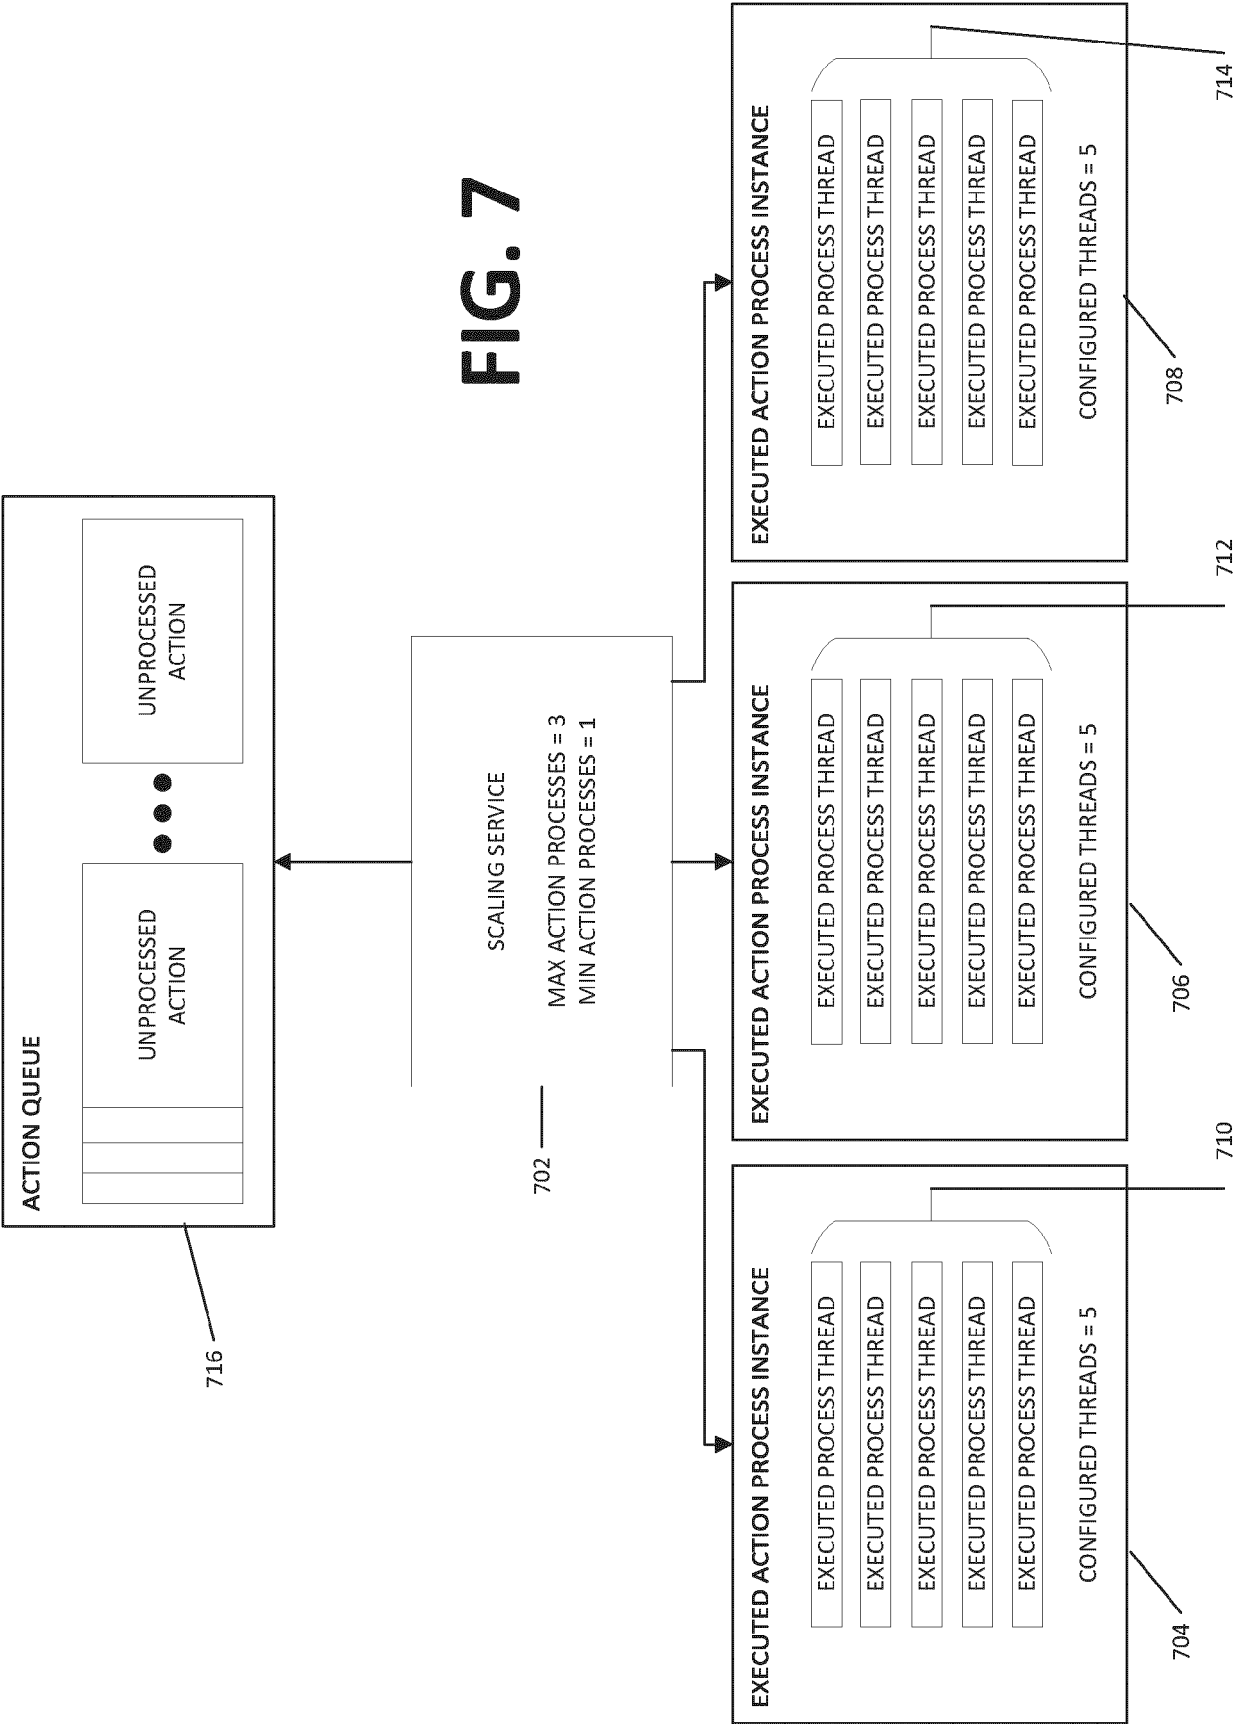 ACTION QUEUE
UNPROCESSED
ACTION
UNPROCESSED
ACTION
716
SCALING SERVICE
MAX ACTION PROCESSES = 3
MIN ACTION PROCESSES = 1
702
FIG. 7
EXECUTED ACTION PROCESS INSTANCE
EXECUTED PROCESS THREAD
EXECUTED PROCESS THREAD
EXECUTED PROCESS THREAD
EXECUTED PROCESS THREAD
EXECUTED PROCESS THREAD
CONFIGURED THREADS = 5
704
710
EXECUTED ACTION PROCESS INSTANCE
EXECUTED PROCESS THREAD
EXECUTED PROCESS THREAD
EXECUTED PROCESS THREAD
EXECUTED PROCESS THREAD
EXECUTED PROCESS THREAD
CONFIGURED THREADS = 5
706
712
EXECUTED ACTION PROCESS INSTANCE
EXECUTED PROCESS THREAD
EXECUTED PROCESS THREAD
EXECUTED PROCESS THREAD
EXECUTED PROCESS THREAD
EXECUTED PROCESS THREAD
CONFIGURED THREADS = 5
708
714